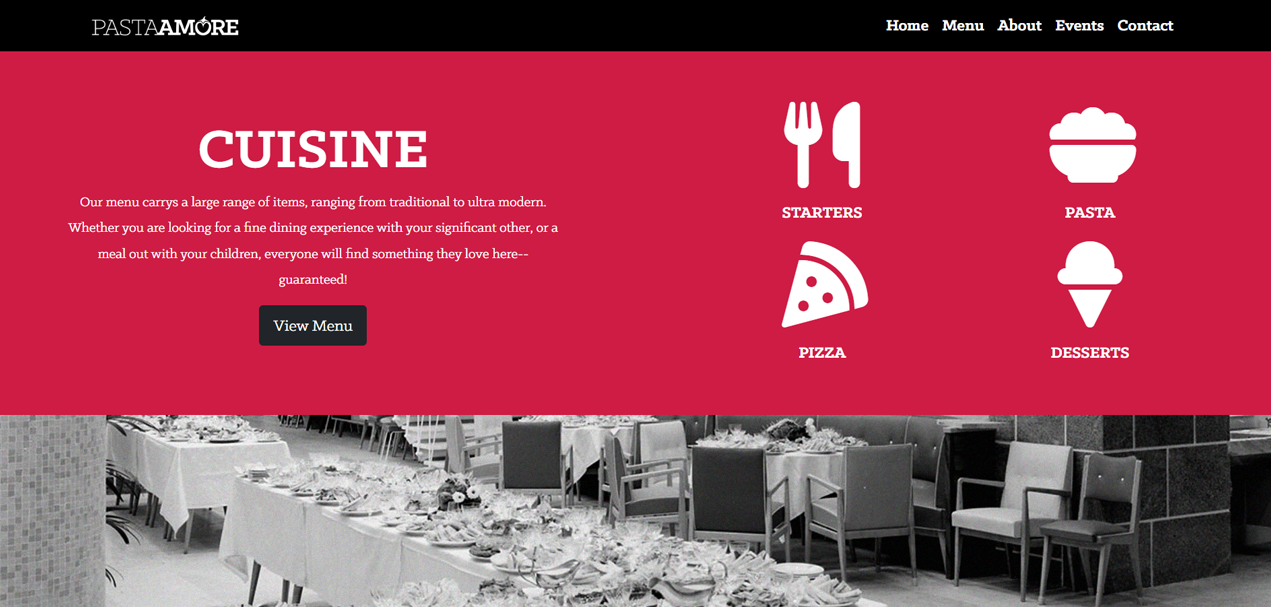 PASTAAMORE
Home Menu About Events Contact
CUISINE
Our menu carrys a large range of items, ranging from traditional to ultra modern.
Whether you are looking for a fine dining experience with your significant other, or a
meal out with your children, everyone will find something they love here--
guaranteed!
View Menu
STARTERS
PASTA
PIZZA
DESSERTS